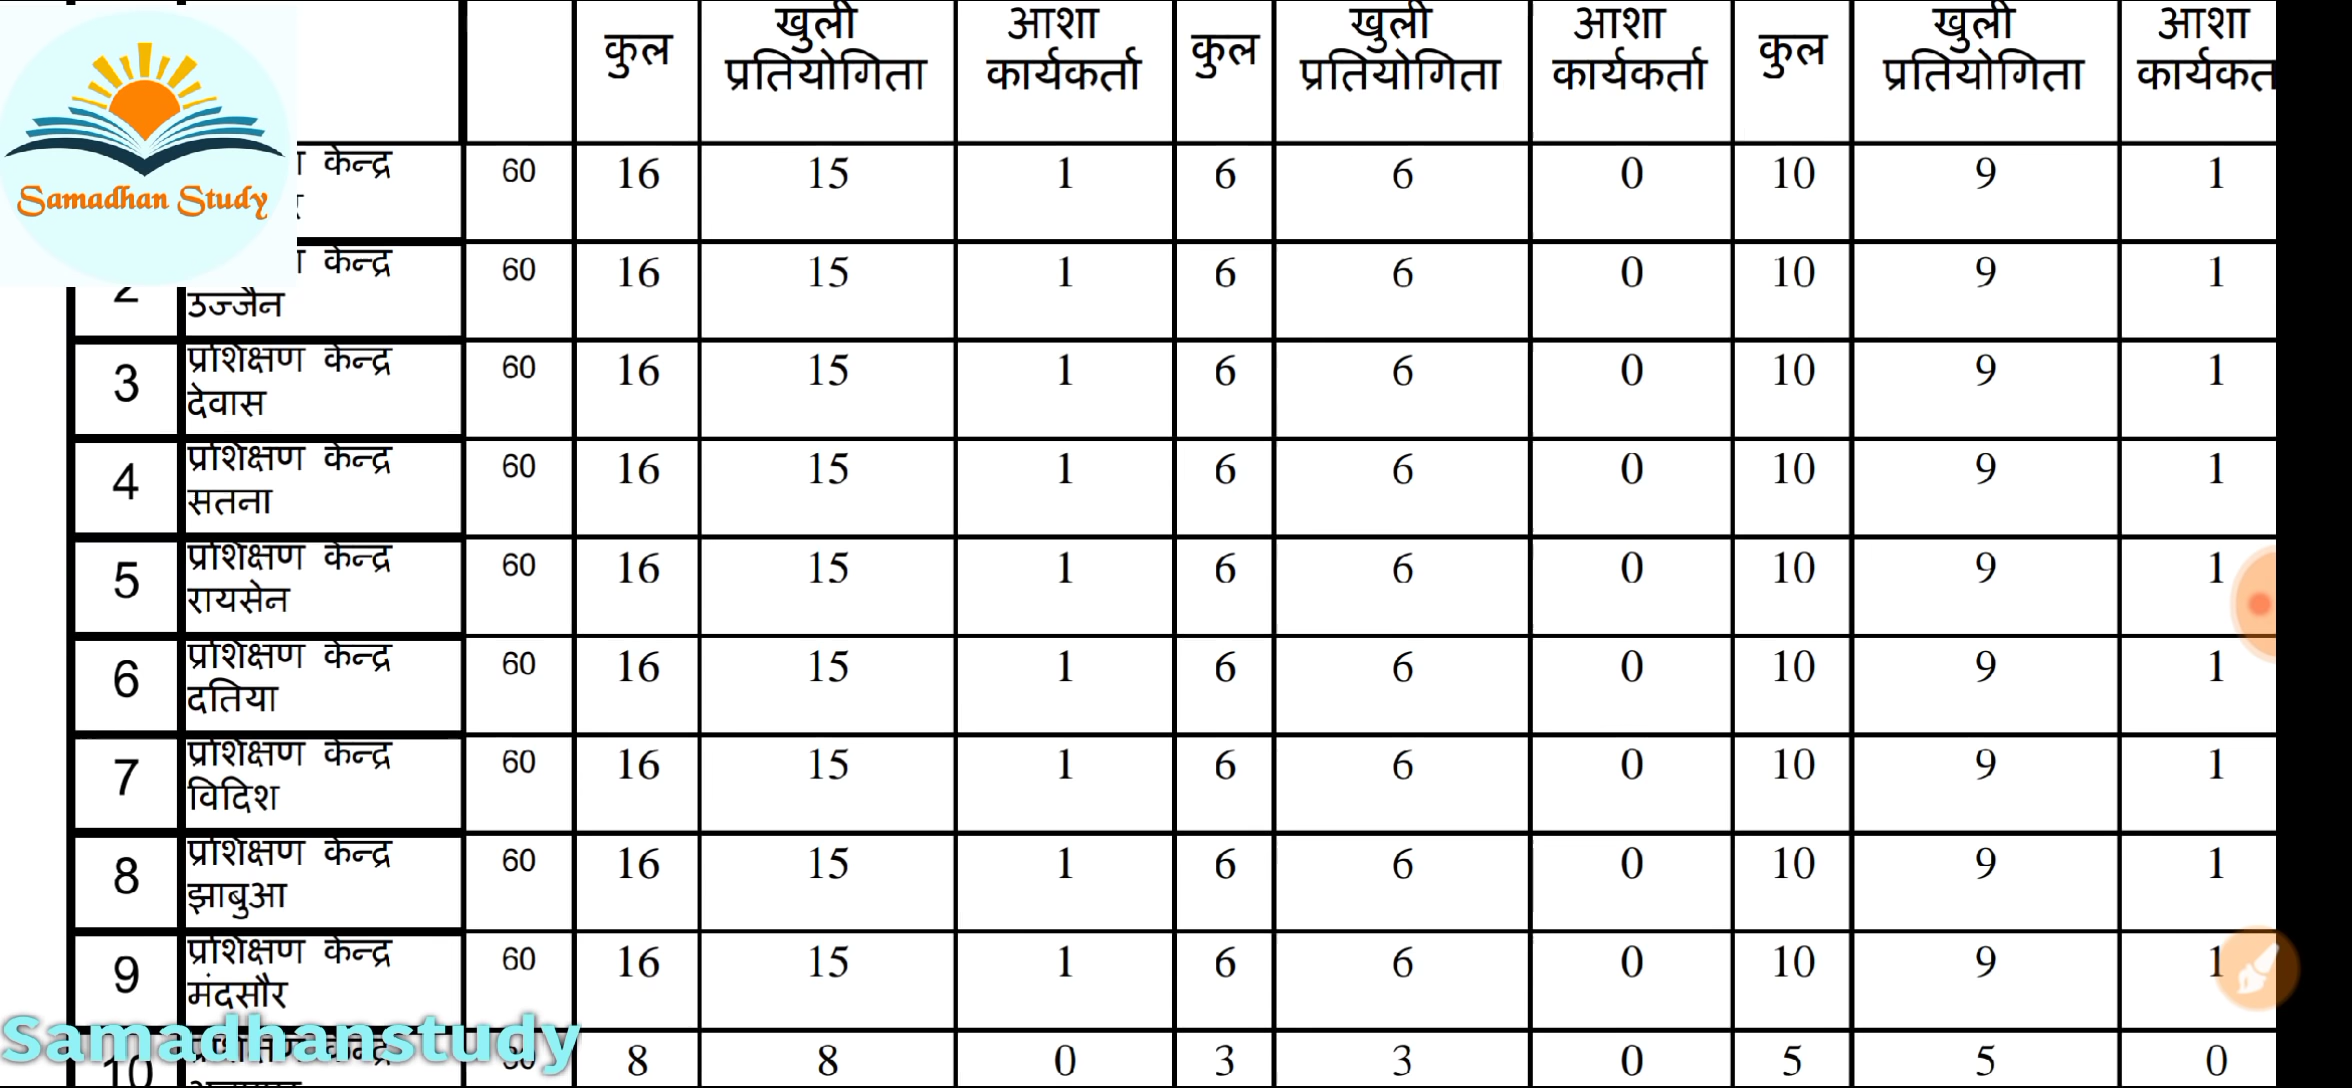 कुल खुली प्रतियोगिता आशा कार्यकर्ता कुल खुली प्रतियोगिता आशा कार्यकर्ता कुल खुली प्रतियोगिता आशा
Samadhan Study
केन्द्र 60 16 15 1 6 6 0 10 9 1
2 केन्द्र उज्जैन 60 16 15 1 6 6 0 10 9 1
3 प्रशिक्षण केन्द्र देवास 60 16 15 1 6 6 0 10 9 1
4 प्रशिक्षण केन्द्र सतना 60 16 15 1 6 6 0 10 9 1
5 प्रशिक्षण केन्द्र रायसेन 60 16 15 1 6 6 0 10 9 1
6 प्रशिक्षण केन्द्र दतिया 60 16 15 1 6 6 0 10 9 1
7 प्रशिक्षण केन्द्र विदिश 60 16 15 1 6 6 0 10 9 1
8 प्रशिक्षण केन्द्र झाबुआ 60 16 15 1 6 6 0 10 9 1
9 प्रशिक्षण केन्द्र मंदसौर 60 16 15 1 6 6 0 10 9 1
Samadhanstudy
10 प्रशिक्षण केन्द्र 8 8 0 3 3 0 5 5 0